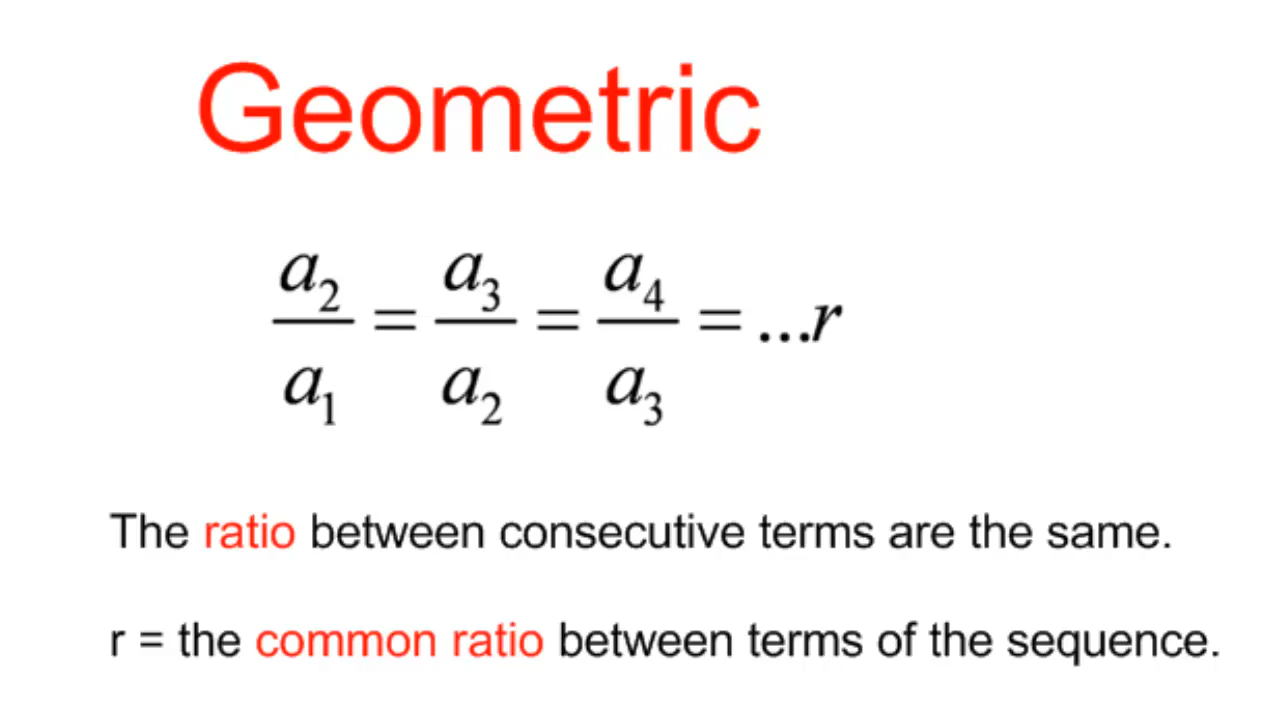 Geometric
a₂/a₁ = a₃/a₂ = a₄/a₃ = ...r
The ratio between consecutive terms are the same.
r = the common ratio between terms of the sequence.